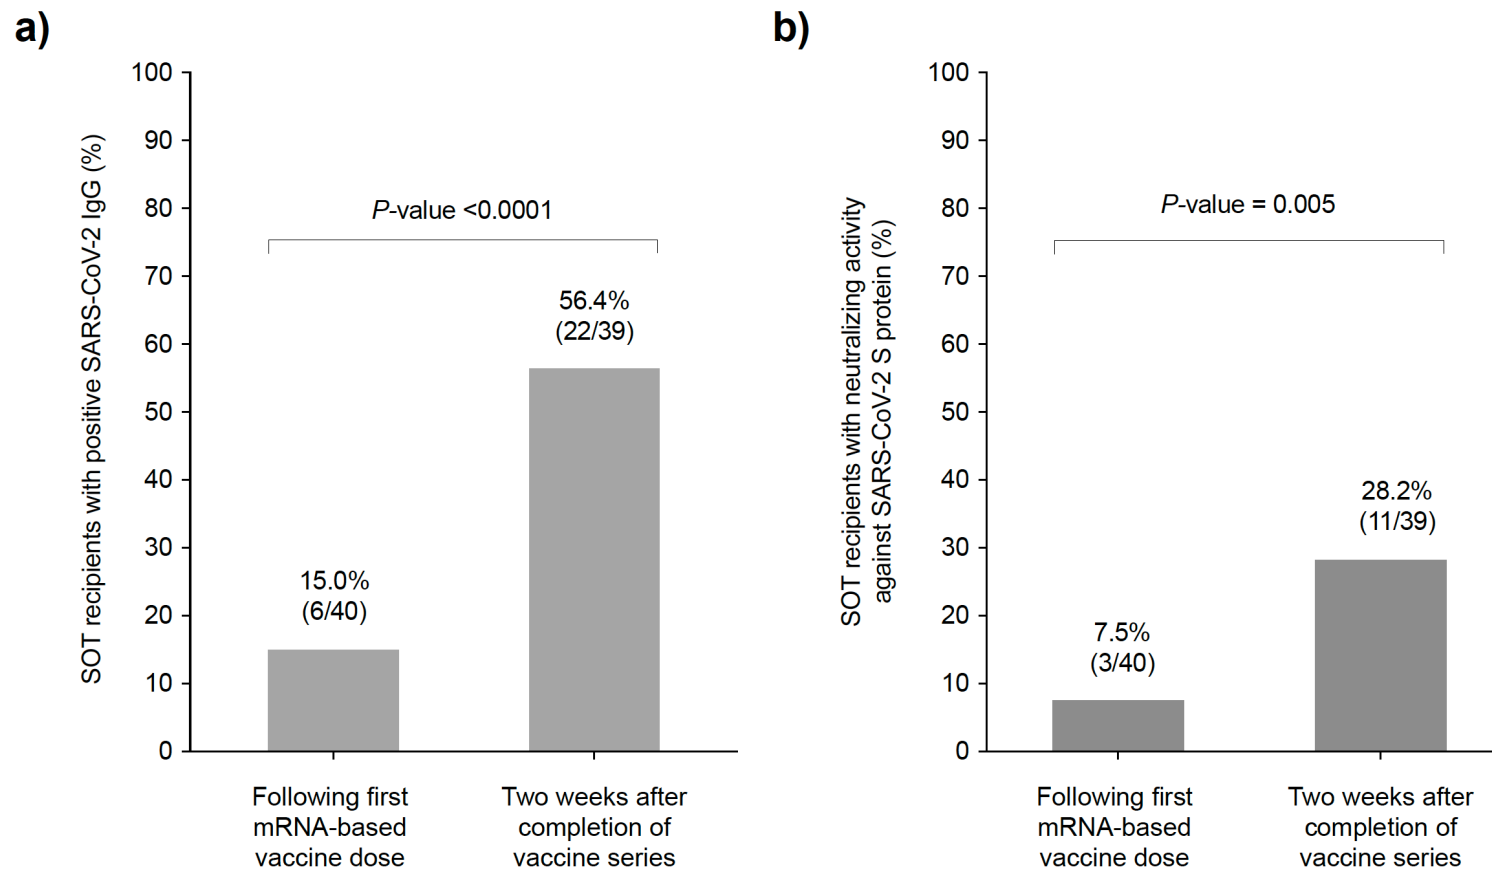 a)
SOT recipients with positive SARS-CoV-2 IgG (%)
100
90
80
70
60
50
40
30
20
10
0
P-value <0.0001
15.0%
(6/40)
56.4%
(22/39)
Following first
mRNA-based
vaccine dose
Two weeks after
completion of
vaccine series
b)
SOT recipients with neutralizing activity
against SARS-CoV-2 S protein (%)
100
90
80
70
60
50
40
30
20
10
0
P-value = 0.005
7.5%
(3/40)
28.2%
(11/39)
Following first
mRNA-based
vaccine dose
Two weeks after
completion of
vaccine series